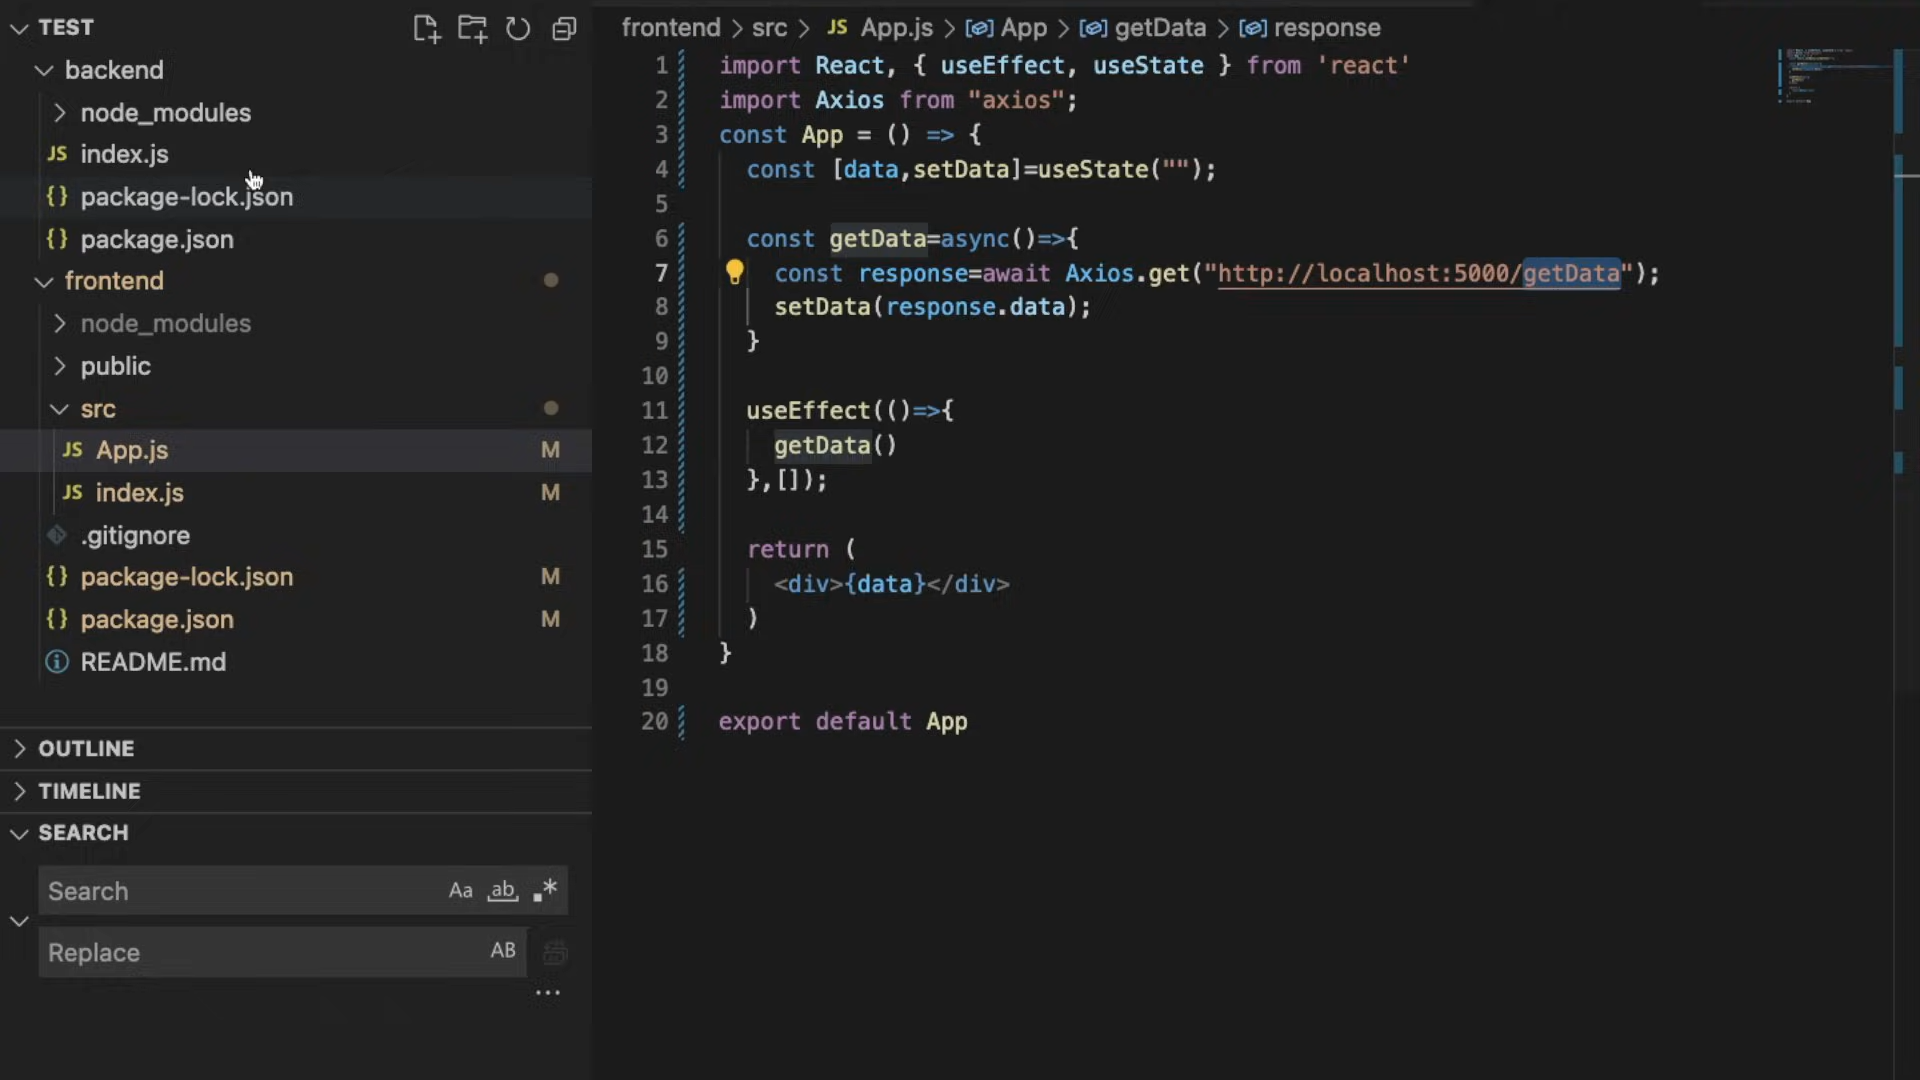 TEST
backend
node_modules
JS index.js
{} package-lock.json
{} package.json
frontend
node_modules
public
src
JS App.js M
JS index.js M
.gitignore
{} package-lock.json M
{} package.json M
README.md
OUTLINE
TIMELINE
SEARCH
Search Aa ab .*
Replace AB
...
frontend > src > JS App.js > App > getData > response
1 import React, { useEffect, useState } from 'react'
2 import Axios from "axios";
3 const App = () => {
4 const [data,setData]=useState("");
5
6 const getData=async()=>{
7 const response=await Axios.get("http://localhost:5000/getData");
8 setData(response.data);
9 }
10
11 useEffect(()=>{
12 getData()
13 },[]);
14
15 return (
16 <div>{data}</div>
17 )
18 }
19
20 export default App